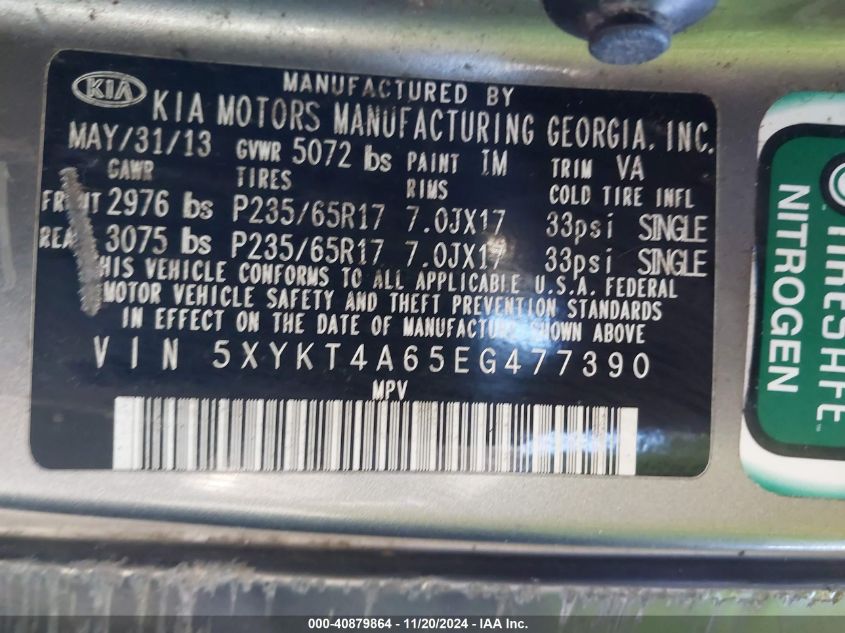 KIA
MANUFACTURED BY
KIA MOTORS MANUFACTURING GEORGIA, INC.
MAY/31/13 GVWR 5072 lbs PAINT TM TRIM VA
GAWR TIRES RIMS COLD TIRE INFL
FRONT 2976 lbs P235/65R17 7.0JX17 33psi SINGLE
REAR 3075 lbs P235/65R17 7.0JX17 33psi SINGLE
THIS VEHICLE CONFORMS TO ALL APPLICABLE U.S.A. FEDERAL
MOTOR VEHICLE SAFETY AND THEFT PREVENTION STANDARDS
IN EFFECT ON THE DATE OF MANUFACTURE SHOWN ABOVE
VIN 5XYKT4A65EG477390
MPV
NITROGEN
000-40879864 - 11/20/2024 - IAA Inc.